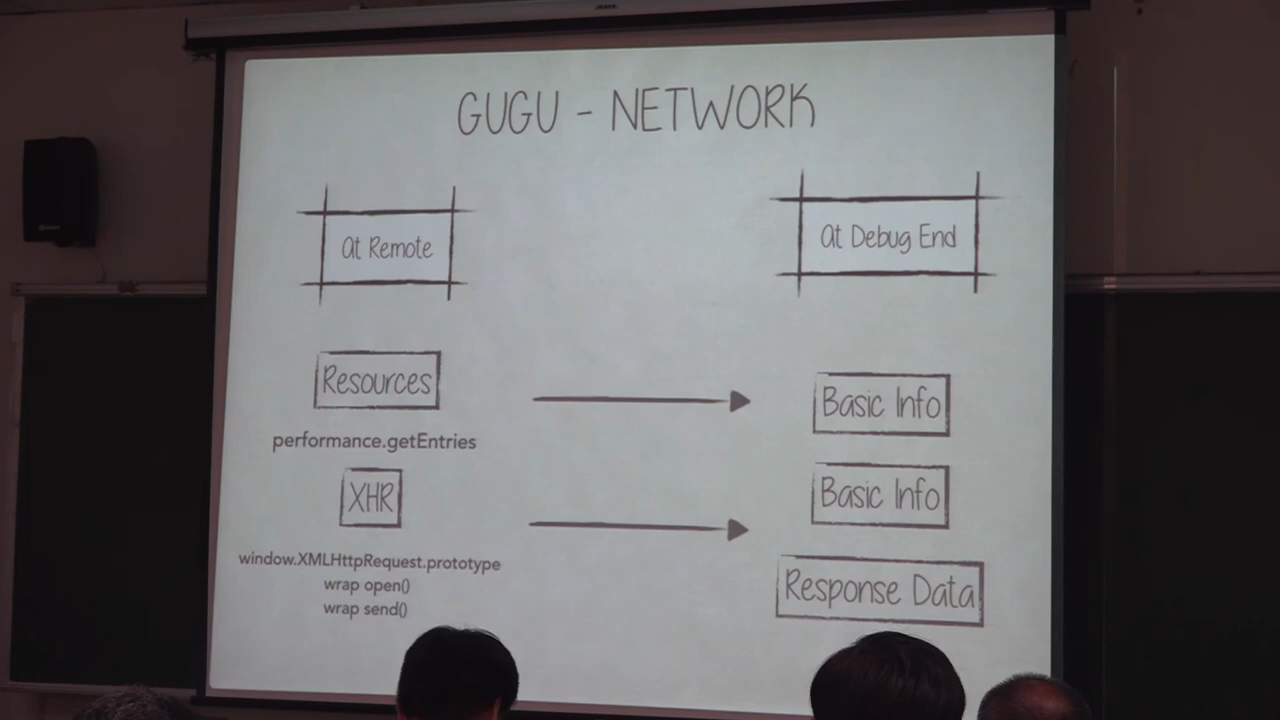 GUGU - NETWORK
At Remote
At Debug End
Resources
Basic Info
performance.getEntries
XHR
Basic Info
window.XMLHttpRequest.prototype
wrap open()
wrap send()
Response Data